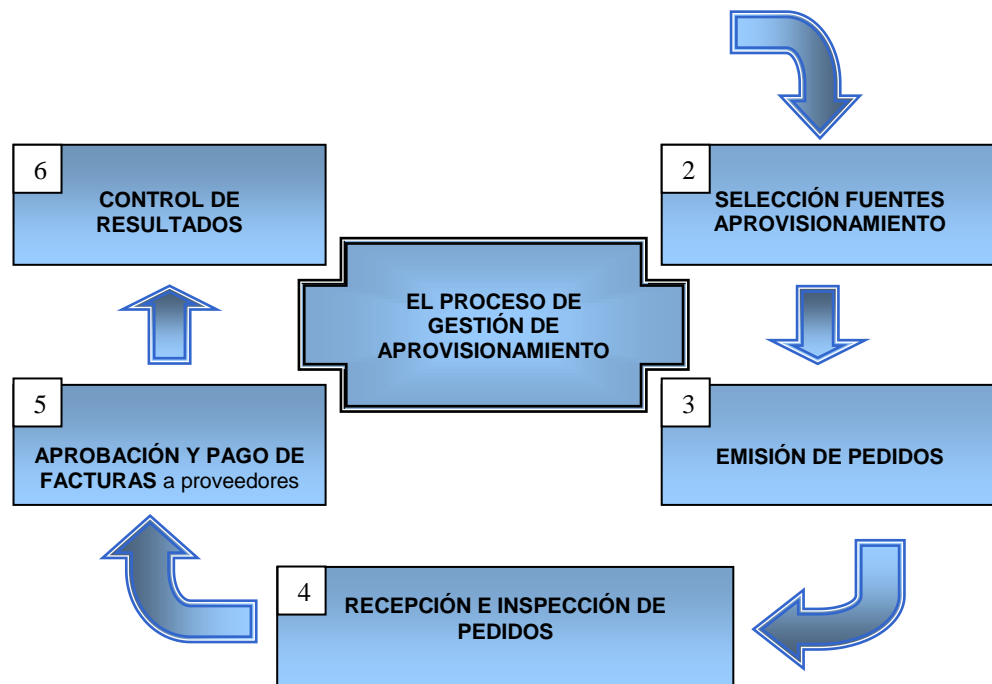 6
CONTROL DE
RESULTADOS
2
SELECCIÓN FUENTES
APROVISIONAMIENTO
EL PROCESO DE
GESTIÓN DE
APROVISIONAMIENTO
5
APROBACIÓN Y PAGO DE
FACTURAS a proveedores
3
EMISIÓN DE PEDIDOS
4
RECEPCIÓN E INSPECCIÓN DE
PEDIDOS